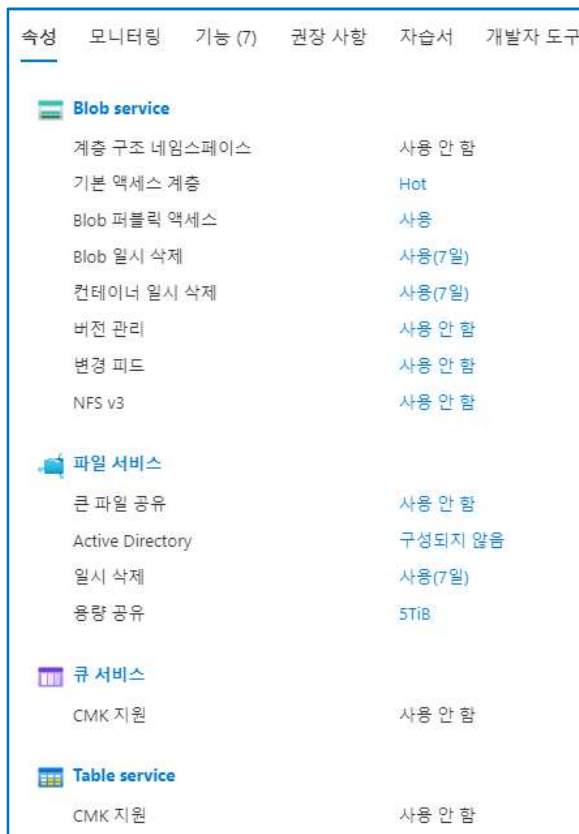 속성 모니터링 기능 (7) 권장 사항 자습서 개발자 도구
Blob service
계층 구조 네임스페이스 사용 안 함
기본 액세스 계층 Hot
Blob 퍼블릭 액세스 사용
Blob 일시 삭제 사용(7일)
컨테이너 일시 삭제 사용(7일)
버전 관리 사용 안 함
변경 피드 사용 안 함
NFS v3 사용 안 함
파일 서비스
큰 파일 공유 사용 안 함
Active Directory 구성되지 않음
일시 삭제 사용(7일)
용량 공유 5TiB
큐 서비스
CMK 지원 사용 안 함
Table service
CMK 지원 사용 안 함